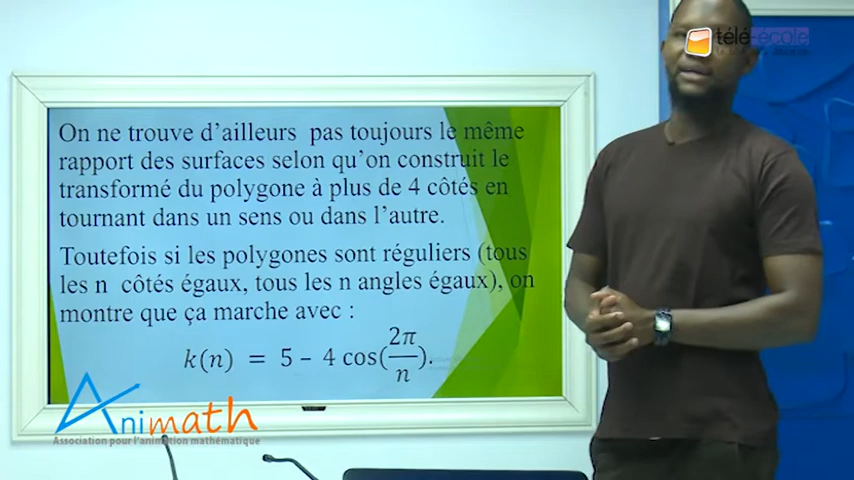 télé-école
On ne trouve d'ailleurs pas toujours le même
rapport des surfaces selon qu'on construit le
transformé du polygone à plus de 4 côtés en
tournant dans un sens ou dans l'autre.
Toutefois si les polygones sont réguliers (tous
les n côtés égaux, tous les n angles égaux), on
montre que ça marche avec :
k(n) = 5 – 4 cos(2π/n).
Animath
Association pour l'animation mathématique